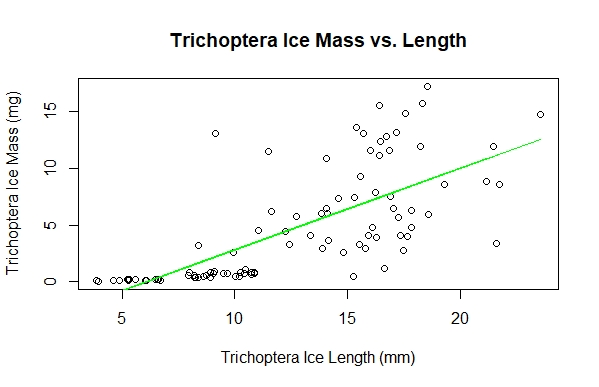 Trichoptera Ice Mass vs. Length
Trichoptera Ice Mass (mg)
15
10
5
0
5
10
15
20
Trichoptera Ice Length (mm)